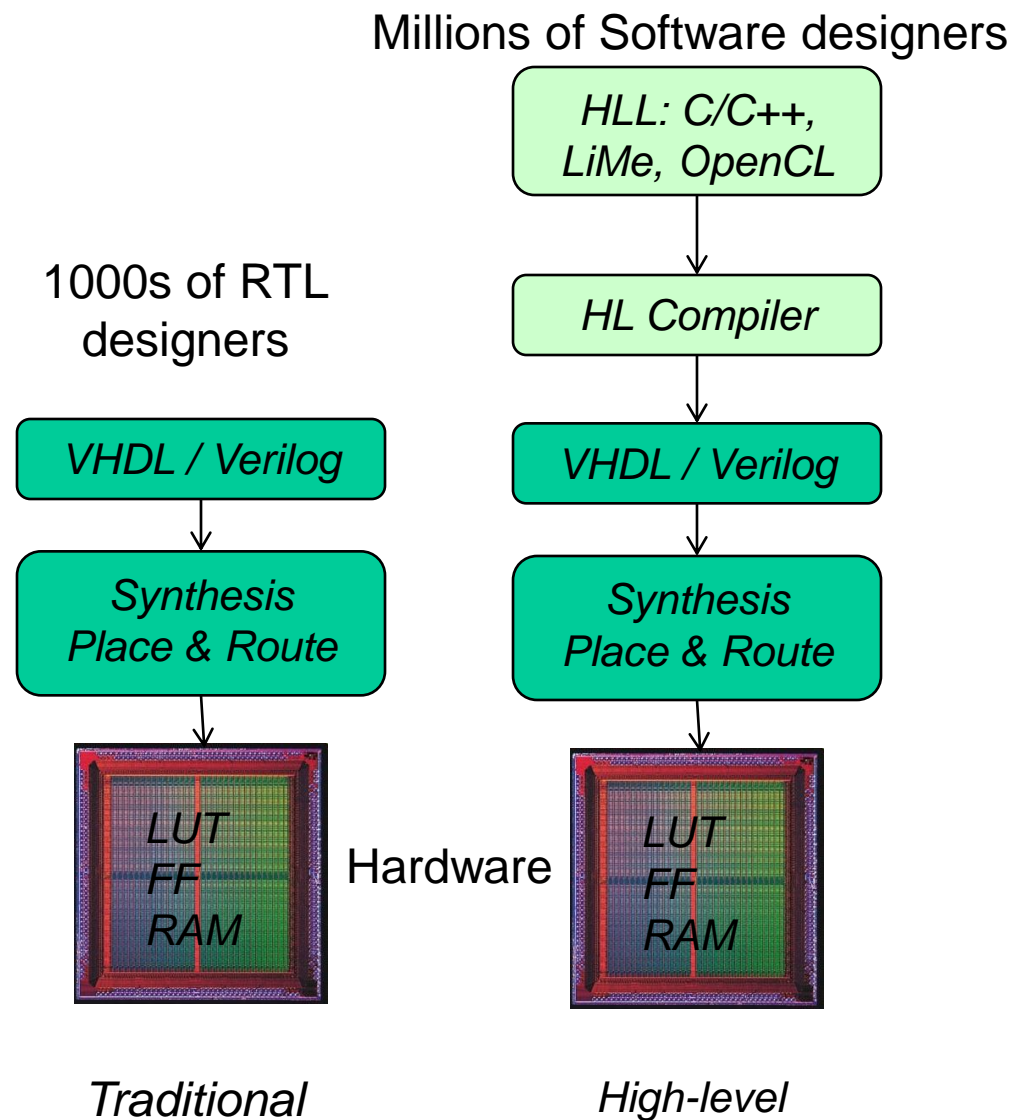 Millions of Software designers
HLL: C/C++,
LiMe, OpenCL
1000s of RTL
designers
HL Compiler
VHDL / Verilog
VHDL / Verilog
Synthesis
Place & Route
Synthesis
Place & Route
LUT
FF
RAM
Hardware
LUT
FF
RAM
Traditional
High-level